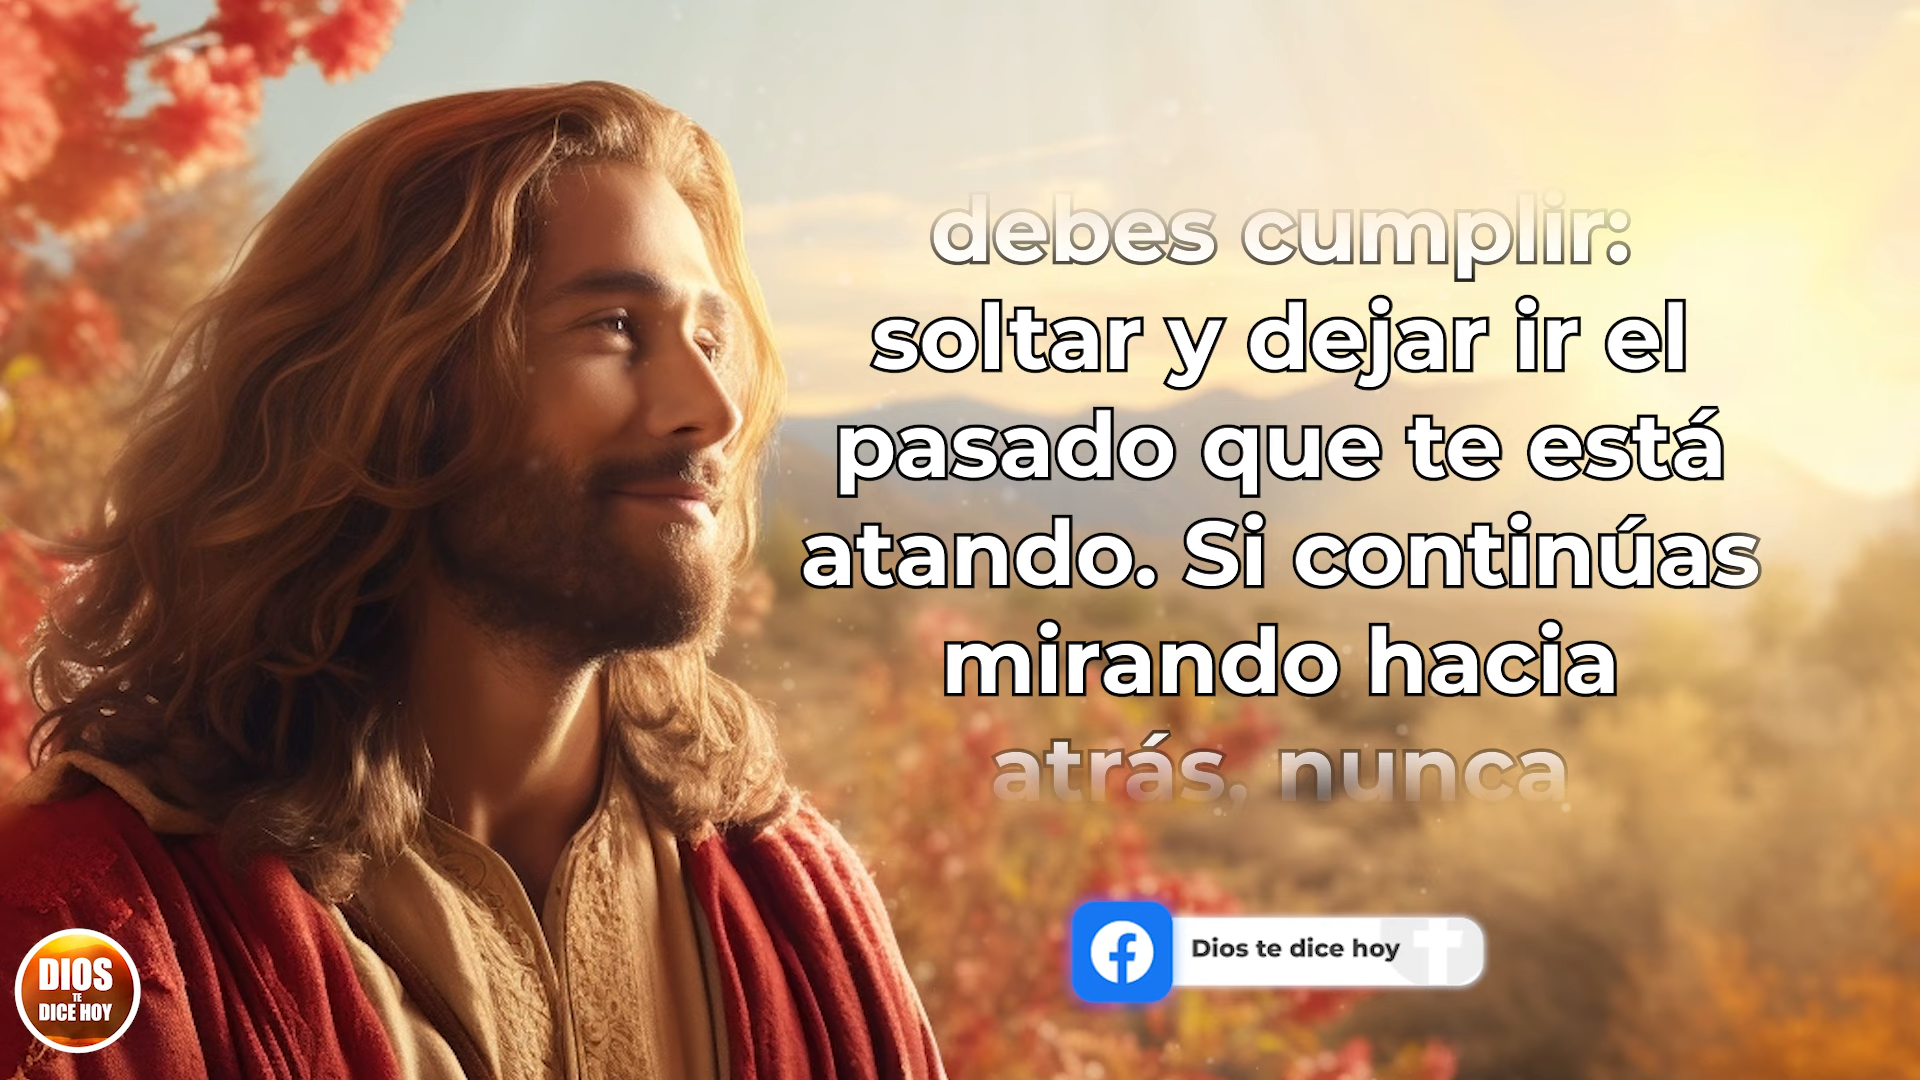 debes cumplir:
soltar y dejar ir el
pasado que te está
atando. Si continúas
mirando hacia
atrás, nunca
Dios te dice hoy
DIOS
TE
DICE HOY